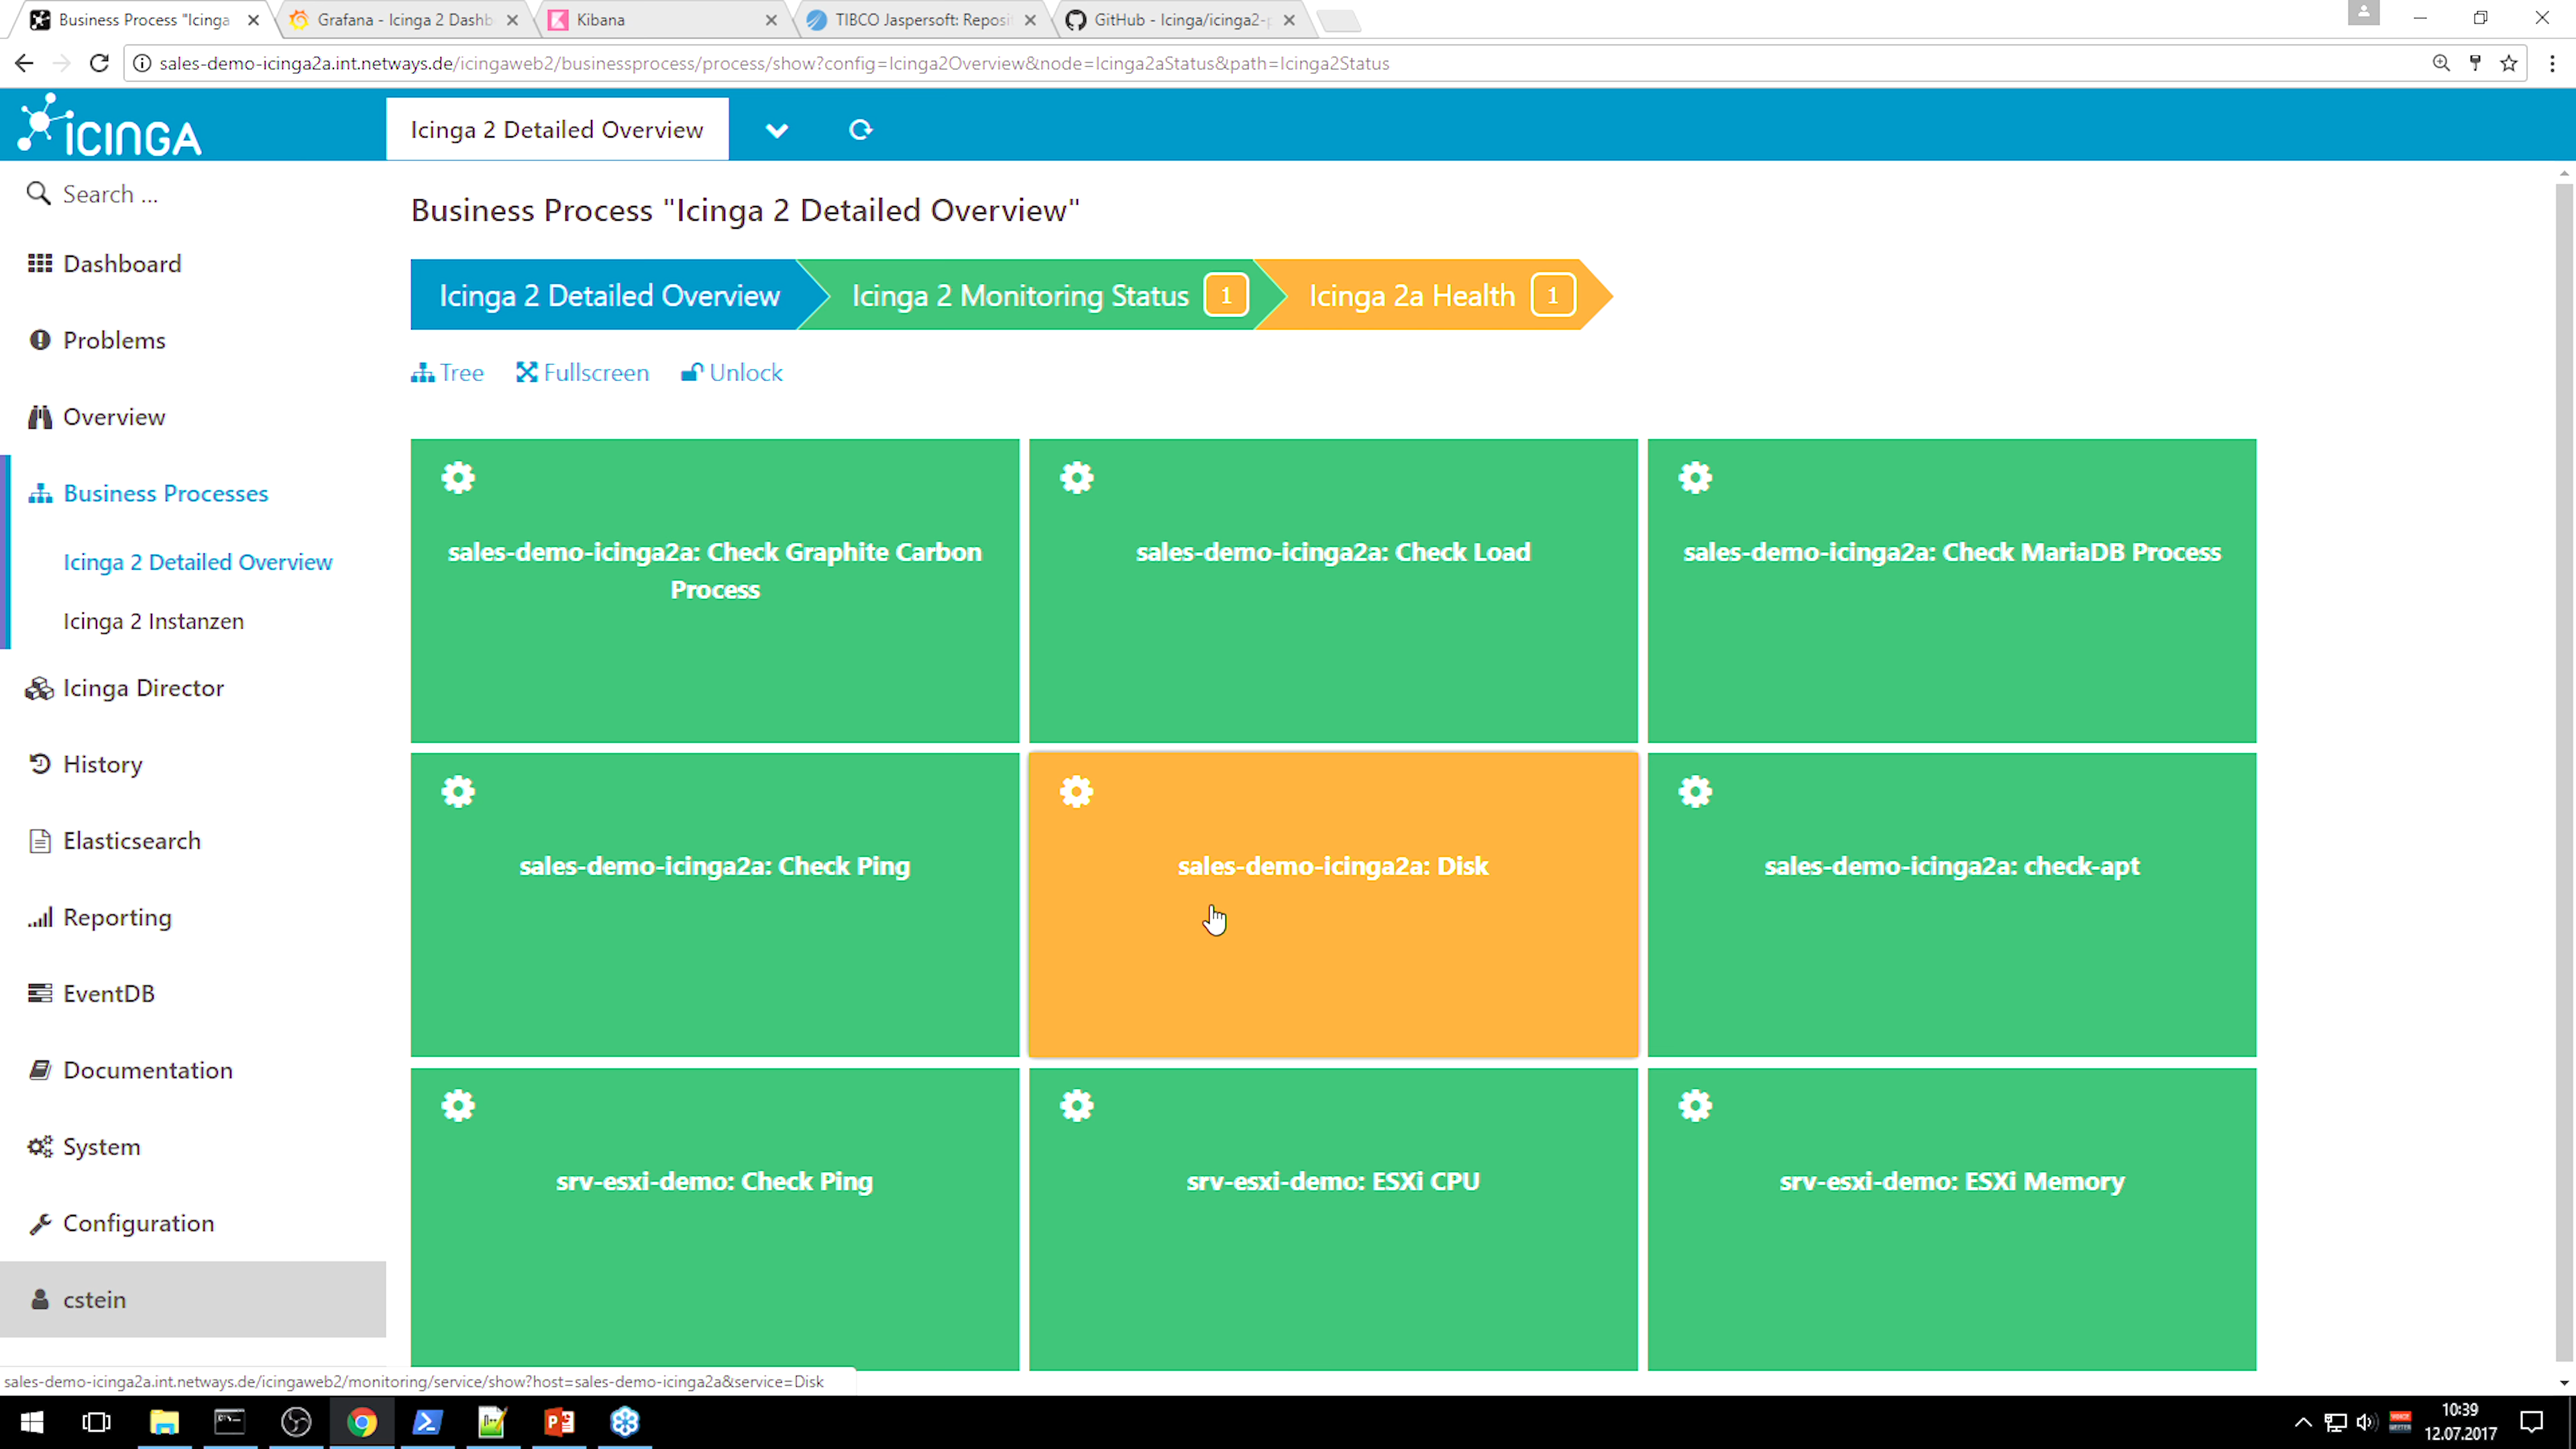 Business Process "Icinga
Grafana - Icinga 2 Dashb
Kibana
TIBCO Jaspersoft: Reposit
GitHub - Icinga/icinga2-p
sales-demo-icinga2a.int.netways.de/icingaweb2/businessprocess/process/show?config=Icinga2Overview&node=Icinga2aStatus&path=Icinga2Status
ICINGA
Icinga 2 Detailed Overview
Search ...
Dashboard
Problems
Overview
Business Processes
Icinga 2 Detailed Overview
Icinga 2 Instanzen
Icinga Director
History
Elasticsearch
Reporting
EventDB
Documentation
System
Configuration
cstein
Business Process "Icinga 2 Detailed Overview"
Icinga 2 Detailed Overview
Icinga 2 Monitoring Status 1
Icinga 2a Health 1
Tree Fullscreen Unlock
sales-demo-icinga2a: Check Graphite Carbon
Process
sales-demo-icinga2a: Check Load
sales-demo-icinga2a: Check MariaDB Process
sales-demo-icinga2a: Check Ping
sales-demo-icinga2a: Disk
sales-demo-icinga2a: check-apt
srv-esxi-demo: Check Ping
srv-esxi-demo: ESXi CPU
srv-esxi-demo: ESXi Memory
sales-demo-icinga2a.int.netways.de/icingaweb2/monitoring/service/show?host=sales-demo-icinga2a&service=Disk
10:39
12.07.2017